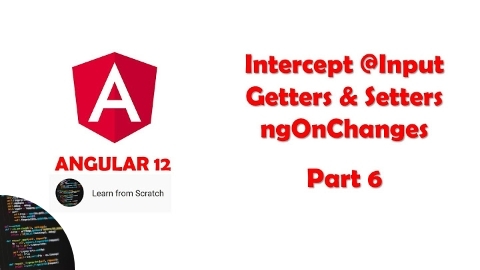 Intercept @Input
Getters & Setters
ngOnChanges
Part 6
A
ANGULAR 12
Learn from Scratch